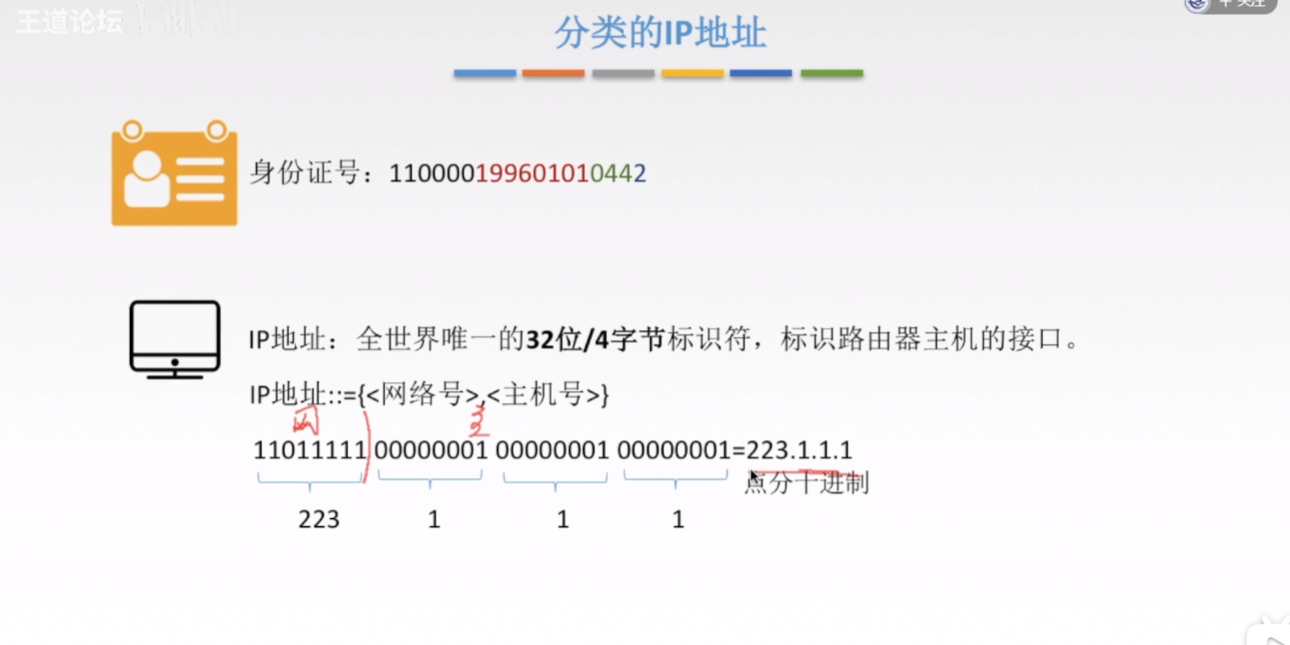 王道论坛
分类的IP地址
身份证号：110000199601010442
IP地址：全世界唯一的32位/4字节标识符，标识路由器主机的接口。
IP地址::={<网络号>,<主机号>}
网
11011111 00000001 00000001 00000001=223.1.1.1
点分十进制
223 1 1 1